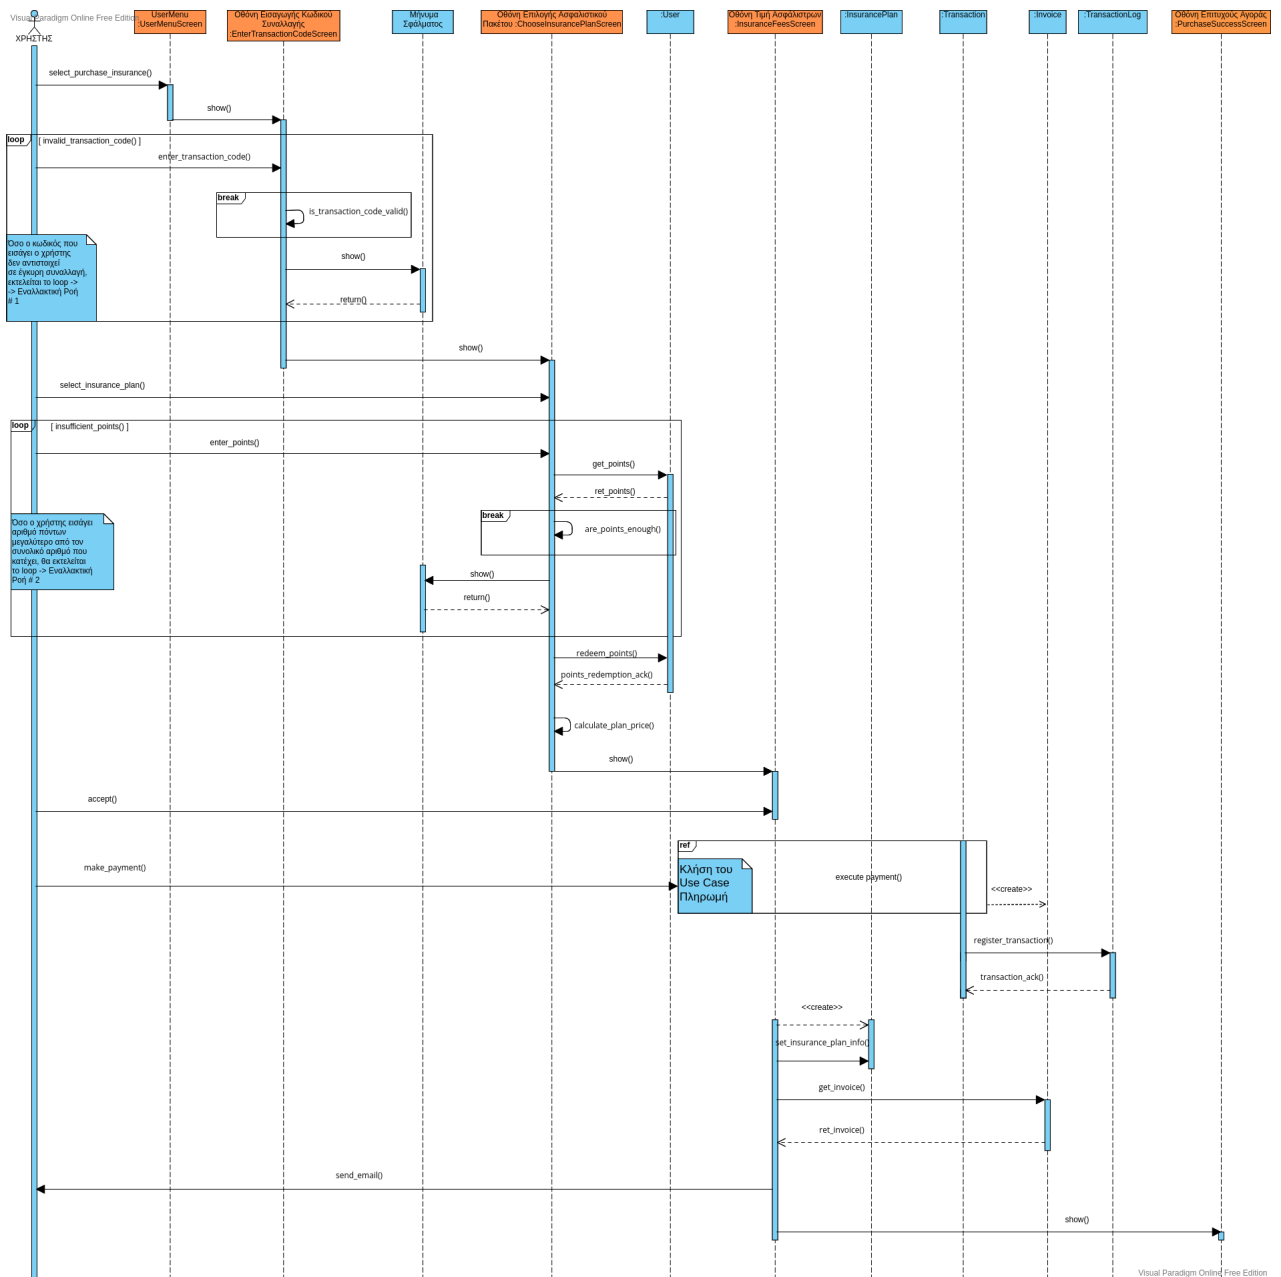 Visual Paradigm Online Free Edition
ΧΡΗΣΤΗΣ
UserMenu
:UserMenuScreen
Οθόνη Εισαγωγής Κωδικού
Συναλλαγής
:EnterTransactionCodeScreen
Μήνυμα
Σφάλματος
Οθόνη Επιλογής Ασφαλιστικού
Πακέτου :ChooseInsurancePlanScreen
:User
Οθόνη Τιμή Ασφάλιστρων
:InsuranceFeesScreen
:InsurancePlan
:Transaction
:Invoice
:TransactionLog
Οθόνη Επιτυχούς Αγοράς
:PurchaseSuccessScreen
select_purchase_insurance()
show()
loop
[ invalid_transaction_code() ]
enter_transaction_code()
break
is_transaction_code_valid()
Όσο ο κωδικός που
εισάγει ο χρήστης
δεν αντιστοιχεί
σε έγκυρη συναλλαγή,
εκτελείται το loop ->
-> Εναλλακτική Ροή
# 1
show()
return()
show()
select_insurance_plan()
loop
[ insufficient_points() ]
enter_points()
get_points()
ret_points()
break
are_points_enough()
Όσο ο χρήστης εισάγει
αριθμό πόντων
μεγαλύτερο από τον
συνολικό αριθμό που
κατέχει, θα εκτελείται
το loop -> Εναλλακτική
Ροή # 2
show()
return()
redeem_points()
points_redemption_ack()
calculate_plan_price()
show()
accept()
ref
make_payment()
Κλήση του
Use Case
Πληρωμή
execute payment()
<<create>>
register_transaction()
transaction_ack()
<<create>>
set_insurance_plan_info()
get_invoice()
ret_invoice()
send_email()
show()
Visual Paradigm Online Free Edition